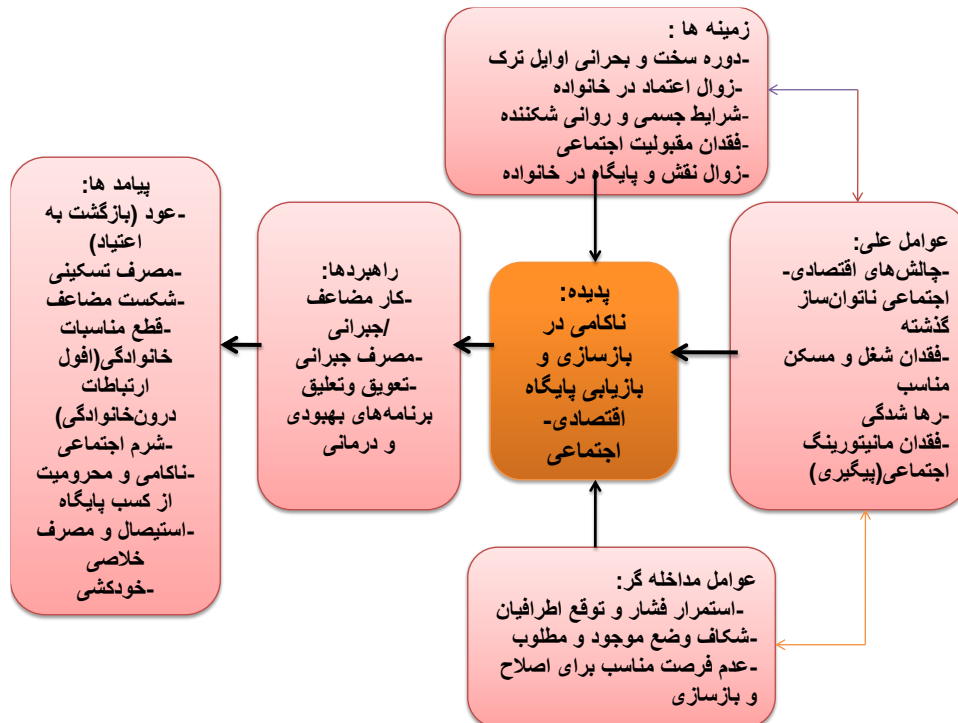 زمینه ها :
-دوره سخت و بحرانی اوایل ترک
-زوال اعتماد در خانواده
-شرایط جسمی و روانی شکننده
-فقدان مقبولیت اجتماعی
-زوال نقش و پایگاه در خانواده
عوامل علی:
-چالش‌های اقتصادی-
اجتماعی ناتوان‌ساز
گذشته
-فقدان شغل و مسکن
مناسب
-رها شدگی
-فقدان مانیتورینگ
اجتماعی(پیگیری)
پدیده:
ناکامی در
بازسازی و
بازیابی پایگاه
اقتصادی-
اجتماعی
راهبردها:
-کار مضاعف
/جبرانی
-مصرف جبرانی
-تعویق وتعلیق
برنامه‌های بهبودی
و درمانی
پیامد ها:
-عود (بازگشت به
اعتیاد)
-مصرف تسکینی
-شکست مضاعف
-قطع مناسبات
خانوادگی(افول
ارتباطات
درون‌خانوادگی)
-شرم اجتماعی
-ناکامی و محرومیت
از کسب پایگاه
-استیصال و مصرف
خلاصی
-خودکشی
عوامل مداخله گر:
-استمرار فشار و توقع اطرافیان
-شکاف وضع موجود و مطلوب
-عدم فرصت مناسب برای اصلاح
و بازسازی